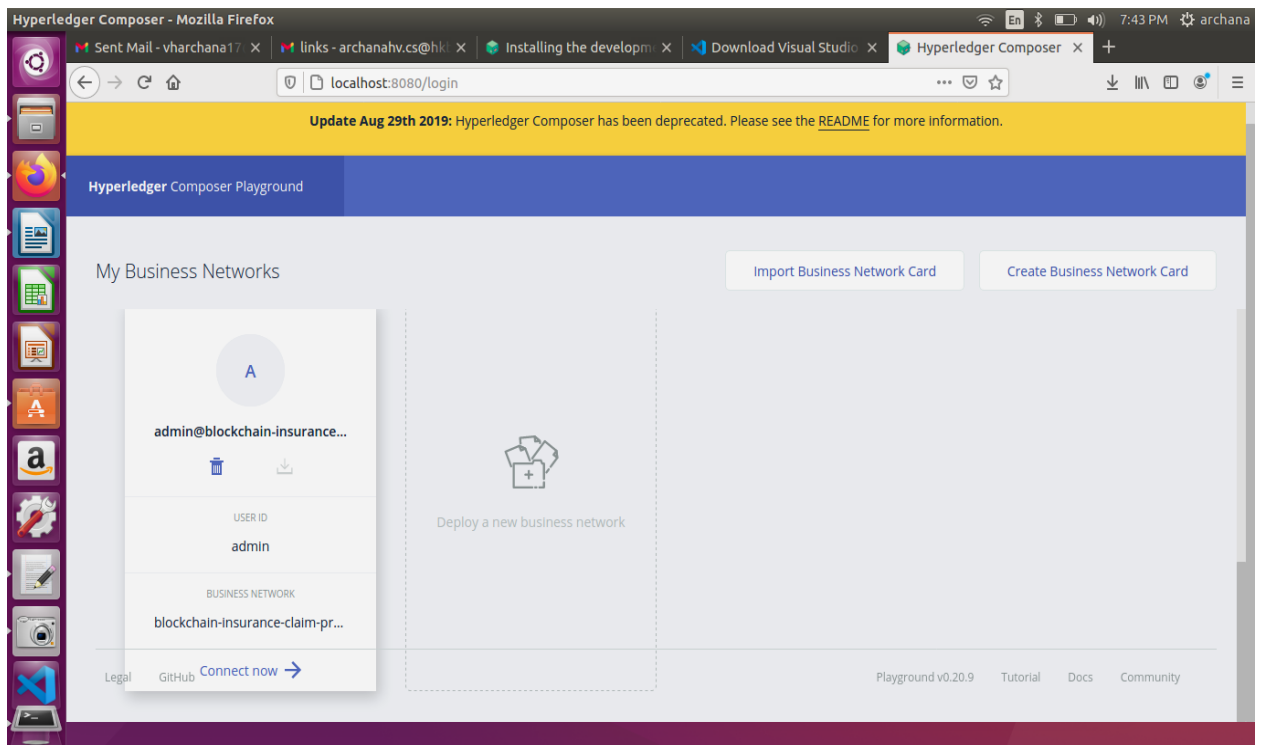 Hyperledger Composer - Mozilla Firefox
En
7:43 PM
archana
Sent Mail - vharchana17
links - archanahv.cs@hkb
Installing the developm
Download Visual Studio
Hyperledger Composer
localhost:8080/login
Update Aug 29th 2019: Hyperledger Composer has been deprecated. Please see the README for more information.
Hyperledger Composer Playground
My Business Networks
Import Business Network Card
Create Business Network Card
A
admin@blockchain-insurance...
USER ID
admin
BUSINESS NETWORK
blockchain-insurance-claim-pr...
Connect now
Deploy a new business network
Legal
GitHub
Playground v0.20.9
Tutorial
Docs
Community